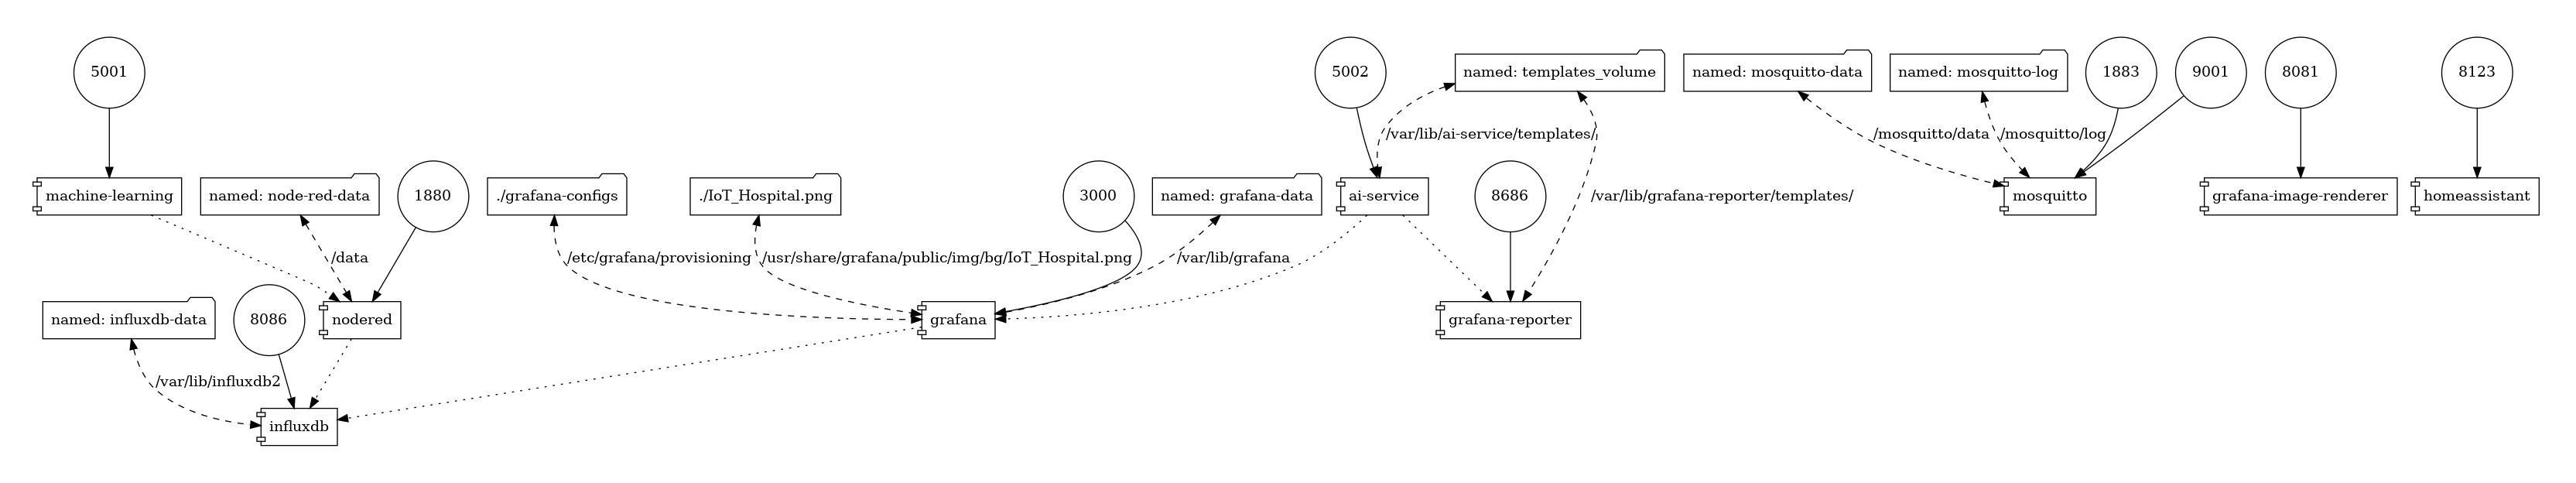 5001
5002
named: templates_volume
named: mosquitto-data
named: mosquitto-log
1883
9001
8081
8123
/var/lib/ai-service/templates/
/mosquitto/data
/mosquitto/log
machine-learning
named: node-red-data
1880
./grafana-configs
./IoT_Hospital.png
3000
named: grafana-data
ai-service
8686
/var/lib/grafana-reporter/templates/
mosquitto
grafana-image-renderer
homeassistant
/data
/etc/grafana/provisioning
/usr/share/grafana/public/img/bg/IoT_Hospital.png
/var/lib/grafana
named: influxdb-data
8086
nodered
grafana
grafana-reporter
/var/lib/influxdb2
influxdb